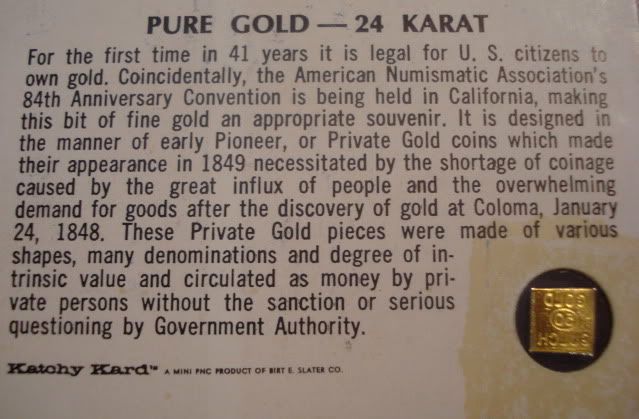 PURE GOLD — 24 KARAT
For the first time in 41 years it is legal for U. S. citizens to
own gold. Coincidentally, the American Numismatic Association's
84th Anniversary Convention is being held in California, making
this bit of fine gold an appropriate souvenir. It is designed in
the manner of early Pioneer, or Private Gold coins which made
their appearance in 1849 necessitated by the shortage of coinage
caused by the great influx of people and the overwhelming
demand for goods after the discovery of gold at Coloma, January
24, 1848. These Private Gold pieces were made of various
shapes, many denominations and degree of in-
trinsic value and circulated as money by pri-
vate persons without the sanction or serious
questioning by Government Authority.
Katchy Kard™ A MINI PNC PRODUCT OF BIRT E. SLATER CO.